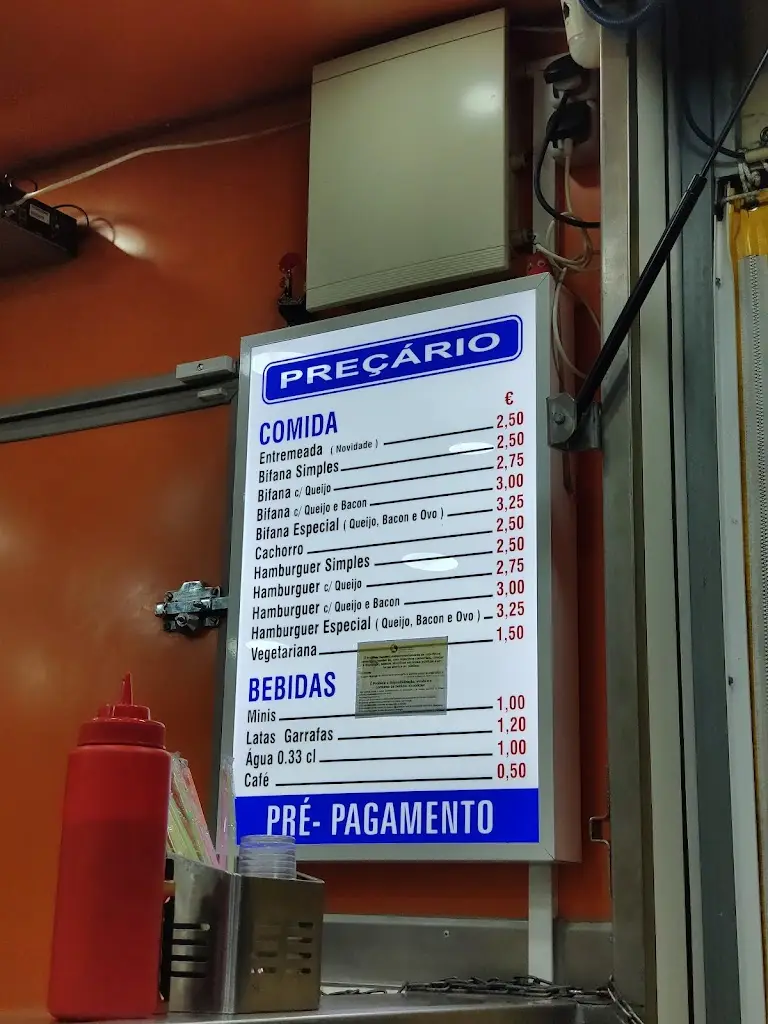 PREÇÁRIO
€
COMIDA
Entremeada ( Novidade ) 2,50
Bifana Simples 2,50
Bifana c/ Queijo 2,75
Bifana c/ Queijo e Bacon 3,00
Bifana Especial ( Queijo, Bacon e Ovo ) 3,25
Cachorro 2,50
Hamburguer Simples 2,50
Hamburguer c/ Queijo 2,75
Hamburguer c/ Queijo e Bacon 3,00
Hamburguer Especial ( Queijo, Bacon e Ovo ) 3,25
Vegetariana 1,50
BEBIDAS
Minis 1,00
Latas Garrafas 1,20
Água 0.33 cl 1,00
Café 0,50
PRÉ- PAGAMENTO